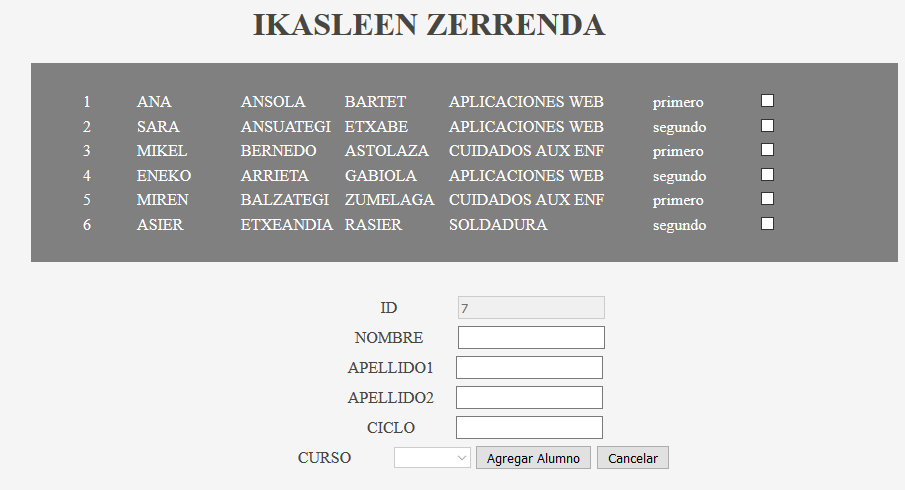 IKASLEEN ZERRENDA
1 ANA ANSOLA BARTET APLICACIONES WEB primero
2 SARA ANSUATEGI ETXABE APLICACIONES WEB segundo
3 MIKEL BERNEDO ASTOLAZA CUIDADOS AUX ENF primero
4 ENEKO ARRIETA GABIOLA APLICACIONES WEB segundo
5 MIREN BALZATEGI ZUMELAGA CUIDADOS AUX ENF primero
6 ASIER ETXEANDIA RASIER SOLDADURA segundo
ID 7
NOMBRE
APELLIDO1
APELLIDO2
CICLO
CURSO Agregar Alumno Cancelar